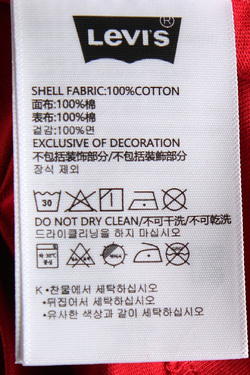 LEVI'S
®
SHELL FABRIC:100%COTTON
面布:100%棉
表布:100%棉
겉감:100%면
EXCLUSIVE OF DECORATION
不包括装饰部分/不包括裝飾部分
장식 제외
30
DO NOT DRY CLEAN/不可干洗/不可乾洗
드라이클리닝을 하지 마십시오
K •찬물에서 세탁하십시오
•뒤집어서 세탁하십시오
•유사한 색상과 같이 세탁하십시오